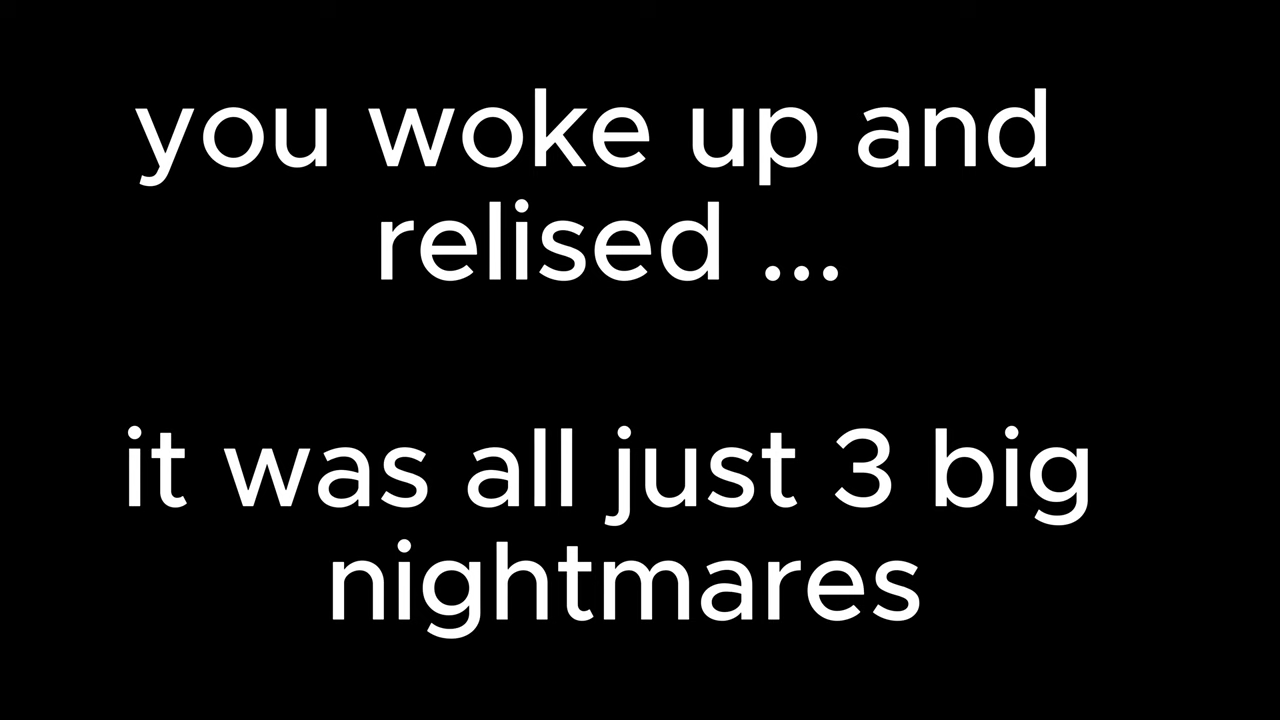 you woke up and
relised ...
it was all just 3 big
nightmares